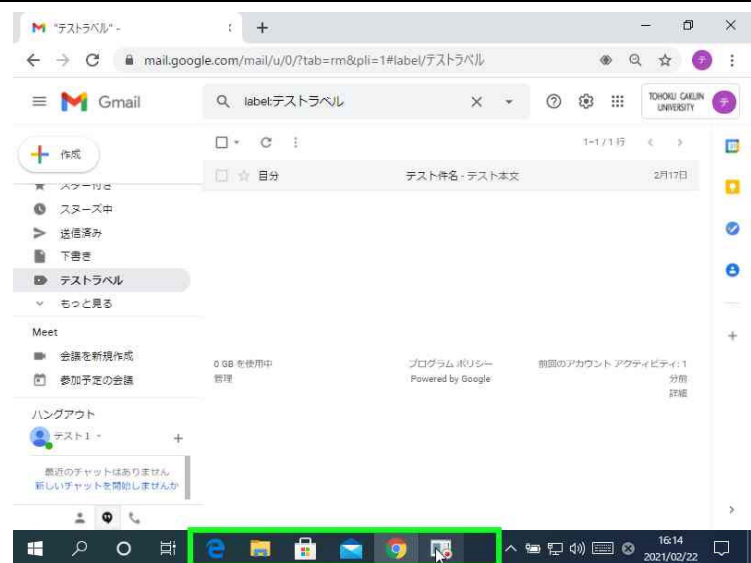 "テストラベル" -
mail.google.com/mail/u/0/?tab=rm&pli=1#label/テストラベル
テ
Gmail
label:テストラベル
TOHOKU GAKUIN
UNIVERSITY
テ
作成
1-1 / 1 行
目分
テスト件名 - テスト本文
2月17日
スター付き
スヌーズ中
送信済み
下書き
テストラベル
もっと見る
Meet
会議を新規作成
参加予定の会議
0 GB を使用中
管理
プログラム ポリシー
Powered by Google
前回のアカウント アクティビティ: 1
分前
詳細
ハングアウト
テスト1
最近のチャットはありません
新しいチャットを開始しませんか
16:14
2021/02/22